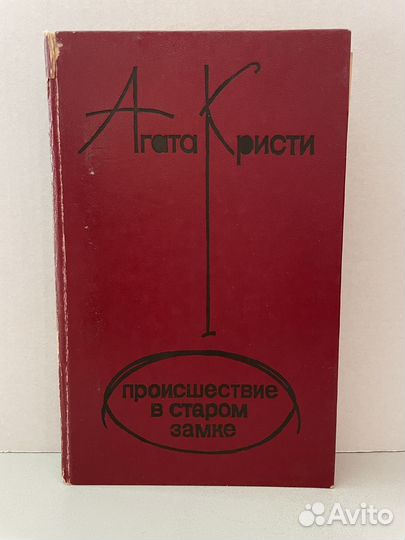 Агата Кристи
происшествие
в старом
замке
Avito